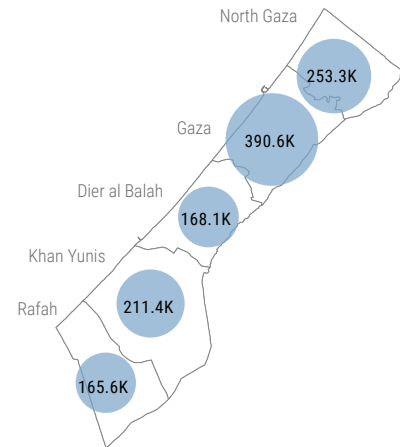 North Gaza
253.3K
Gaza
390.6K
Dier al Balah
168.1K
Khan Yunis
211.4K
Rafah
165.6K